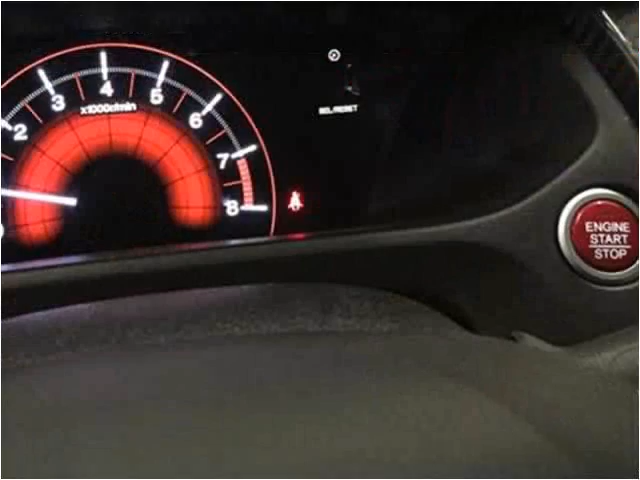 2 3 4 5 6 7 8
x1000r/min
SEL/RESET
ENGINE
START
STOP